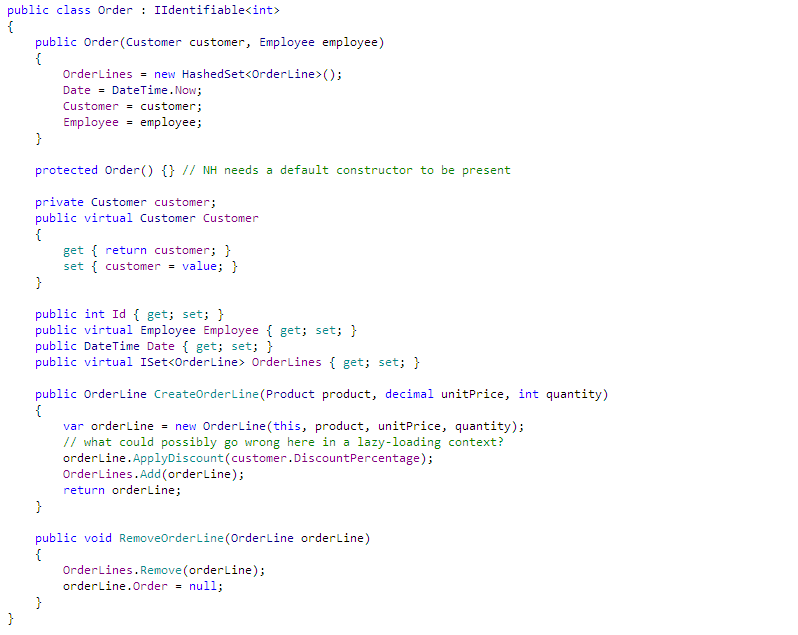 public class Order : IIdentifiable<int>
{
    public Order(Customer customer, Employee employee)
    {
        OrderLines = new HashedSet<OrderLine>();
        Date = DateTime.Now;
        Customer = customer;
        Employee = employee;
    }

    protected Order() {} // NH needs a default constructor to be present

    private Customer customer;
    public virtual Customer Customer
    {
        get { return customer; }
        set { customer = value; }
    }

    public int Id { get; set; }
    public virtual Employee Employee { get; set; }
    public DateTime Date { get; set; }
    public virtual ISet<OrderLine> OrderLines { get; set; }

    public OrderLine CreateOrderLine(Product product, decimal unitPrice, int quantity)
    {
        var orderLine = new OrderLine(this, product, unitPrice, quantity);
        // what could possibly go wrong here in a lazy-loading context?
        orderLine.ApplyDiscount(customer.DiscountPercentage);
        OrderLines.Add(orderLine);
        return orderLine;
    }

    public void RemoveOrderLine(OrderLine orderLine)
    {
        OrderLines.Remove(orderLine);
        orderLine.Order = null;
    }
}